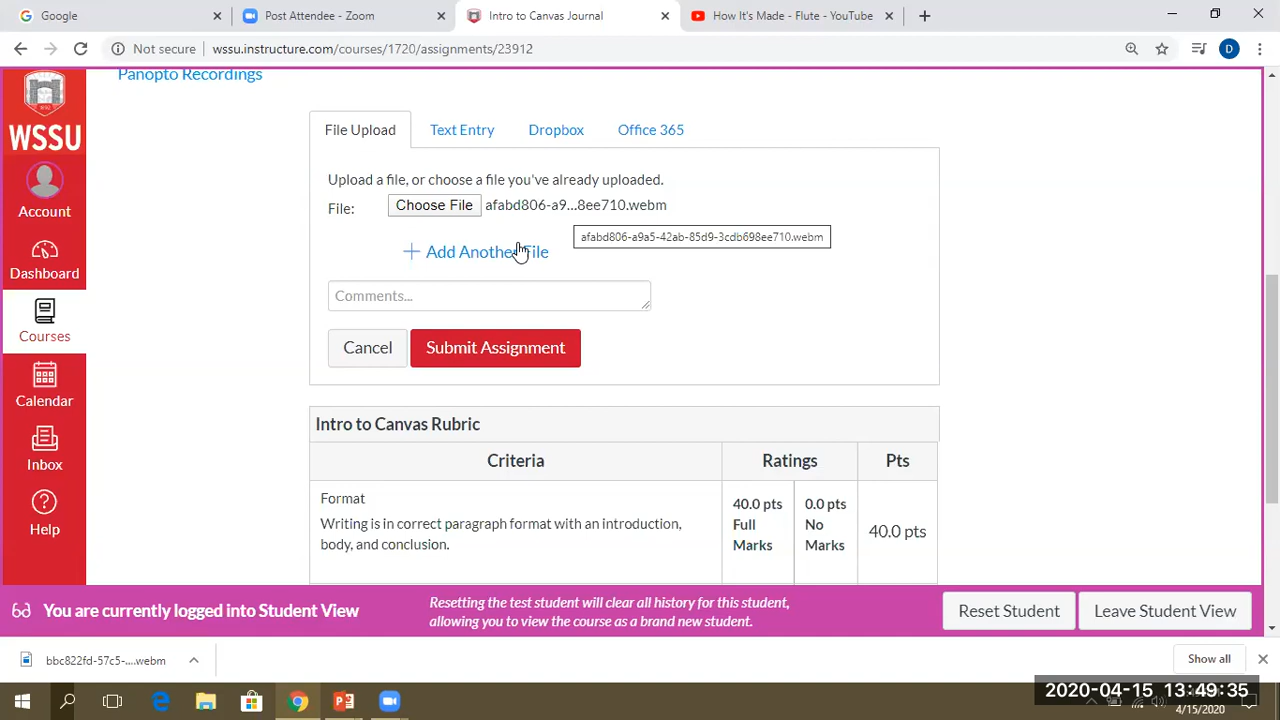 Google
Post Attendee - Zoom
Intro to Canvas Journal
How It's Made - Flute - YouTube
Not secure
wssu.instructure.com/courses/1720/assignments/23912
D
Panopto Recordings
1892
WSSU
Account
Dashboard
Courses
Calendar
Inbox
Help
File Upload
Text Entry
Dropbox
Office 365
Upload a file, or choose a file you've already uploaded.
File:
Choose File
afabd806-a9...8ee710.webm
afabd806-a9a5-42ab-85d9-3cdb698ee710.webm
Add Another File
Comments...
Cancel
Submit Assignment
Intro to Canvas Rubric
Criteria
Ratings
Pts
Format
Writing is in correct paragraph format with an introduction,
body, and conclusion.
40.0 pts
Full
Marks
0.0 pts
No
Marks
40.0 pts
You are currently logged into Student View
Resetting the test student will clear all history for this student,
allowing you to view the course as a brand new student.
Reset Student
Leave Student View
bbc822fd-57c5-....webm
Show all
2020-04-15 13:49:35
4/15/2020